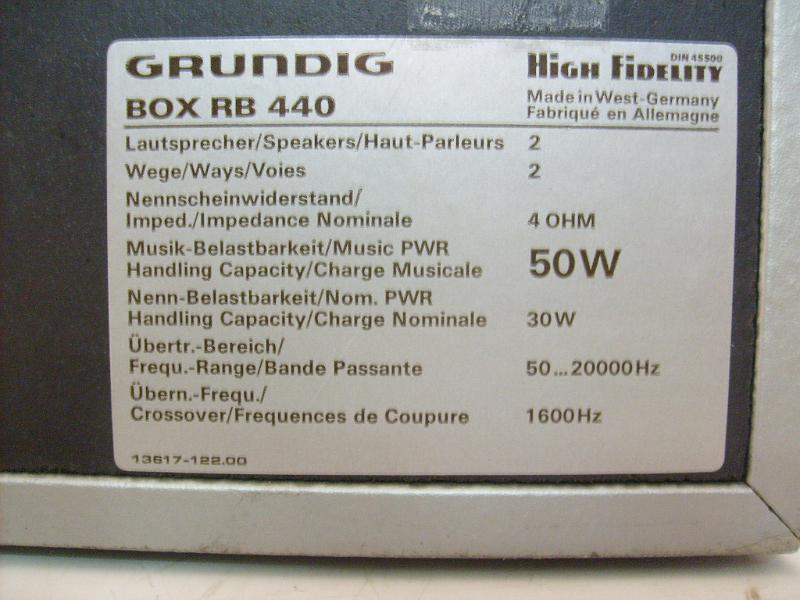 GRUNDIG
DIN 45500
HIGH FIDELITY
BOX RB 440
Made in West-Germany
Fabriqué en Allemagne
Lautsprecher/Speakers/Haut-Parleurs 2
Wege/Ways/Voies 2
Nennscheinwiderstand/
Imped./Impedance Nominale 4 OHM
Musik-Belastbarkeit/Music PWR
Handling Capacity/Charge Musicale 50W
Nenn-Belastbarkeit/Nom. PWR
Handling Capacity/Charge Nominale 30W
Übertr.-Bereich/
Frequ.-Range/Bande Passante 50...20000Hz
Übern.-Frequ./
Crossover/Frequences de Coupure 1600Hz
13617-122.00